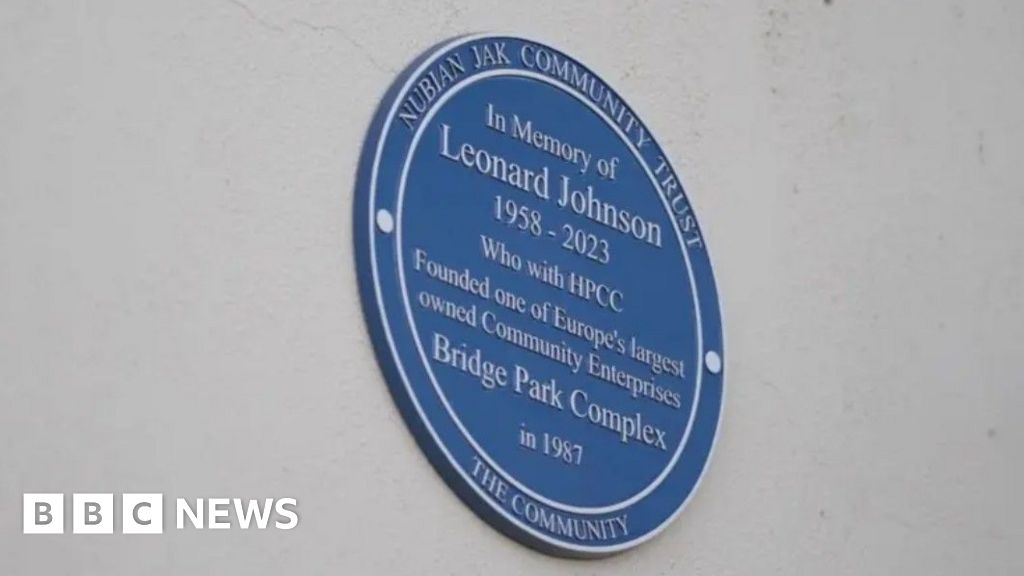 NUBIAN JAK COMMUNITY TRUST
In Memory of
Leonard Johnson
1958 - 2023
Who with HPCC
Founded one of Europe's largest
owned Community Enterprises
Bridge Park Complex
in 1987
THE COMMUNITY
BBC NEWS